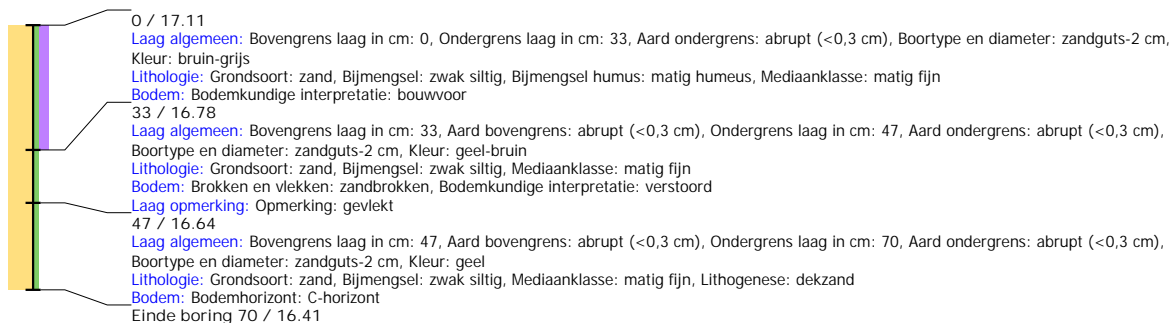 0 / 17.11
Laag algemeen: Bovengrens laag in cm: 0, Ondergrens laag in cm: 33, Aard ondergrens: abrupt (<0,3 cm), Boortype en diameter: zandguts-2 cm,
Kleur: bruin-grijs
Lithologie: Grondsoort: zand, Bijmengsel: zwak siltig, Bijmengsel humus: matig humeus, Mediaanklasse: matig fijn
Bodem: Bodemkundige interpretatie: bouwvoor
33 / 16.78
Laag algemeen: Bovengrens laag in cm: 33, Aard bovengrens: abrupt (<0,3 cm), Ondergrens laag in cm: 47, Aard ondergrens: abrupt (<0,3 cm),
Boortype en diameter: zandguts-2 cm, Kleur: geel-bruin
Lithologie: Grondsoort: zand, Bijmengsel: zwak siltig, Mediaanklasse: matig fijn
Bodem: Brokken en vlekken: zandbrokken, Bodemkundige interpretatie: verstoord
Laag opmerking: Opmerking: gevlekt
47 / 16.64
Laag algemeen: Bovengrens laag in cm: 47, Aard bovengrens: abrupt (<0,3 cm), Ondergrens laag in cm: 70, Aard ondergrens: abrupt (<0,3 cm),
Boortype en diameter: zandguts-2 cm, Kleur: geel
Lithologie: Grondsoort: zand, Bijmengsel: zwak siltig, Mediaanklasse: matig fijn, Lithogenese: dekzand
Bodem: Bodemhorizont: C-horizont
Einde boring 70 / 16.41